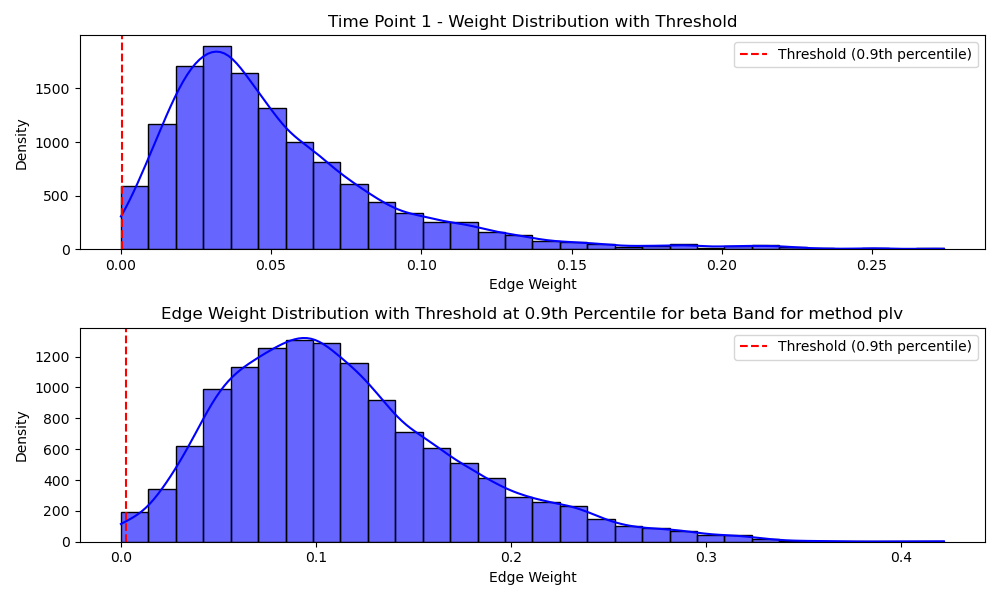 Time Point 1 - Weight Distribution with Threshold
Threshold (0.9th percentile)
Density
1500
1000
500
0
0.00 0.05 0.10 0.15 0.20 0.25
Edge Weight
Edge Weight Distribution with Threshold at 0.9th Percentile for beta Band for method plv
Threshold (0.9th percentile)
Density
1200
1000
800
600
400
200
0
0.0 0.1 0.2 0.3 0.4
Edge Weight